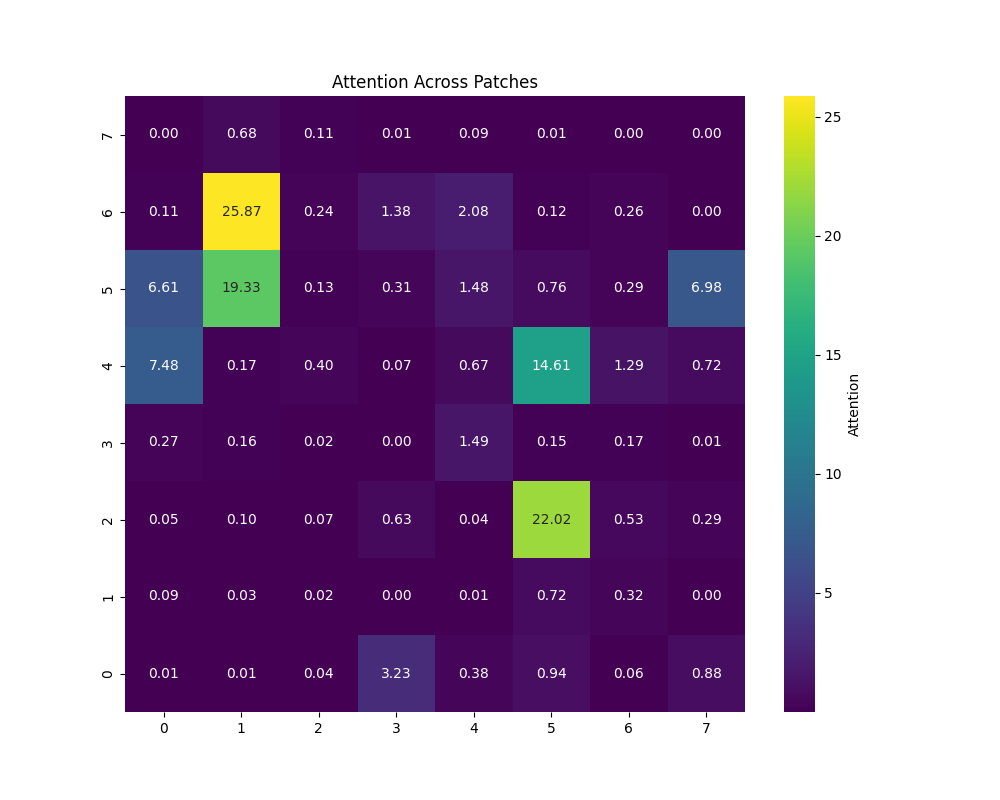 Attention Across Patches
7 0.00 0.68 0.11 0.01 0.09 0.01 0.00 0.00
6 0.11 25.87 0.24 1.38 2.08 0.12 0.26 0.00
5 6.61 19.33 0.13 0.31 1.48 0.76 0.29 6.98
4 7.48 0.17 0.40 0.07 0.67 14.61 1.29 0.72
3 0.27 0.16 0.02 0.00 1.49 0.15 0.17 0.01
2 0.05 0.10 0.07 0.63 0.04 22.02 0.53 0.29
1 0.09 0.03 0.02 0.00 0.01 0.72 0.32 0.00
0 0.01 0.01 0.04 3.23 0.38 0.94 0.06 0.88
0 1 2 3 4 5 6 7
25
20
15
10
5
Attention